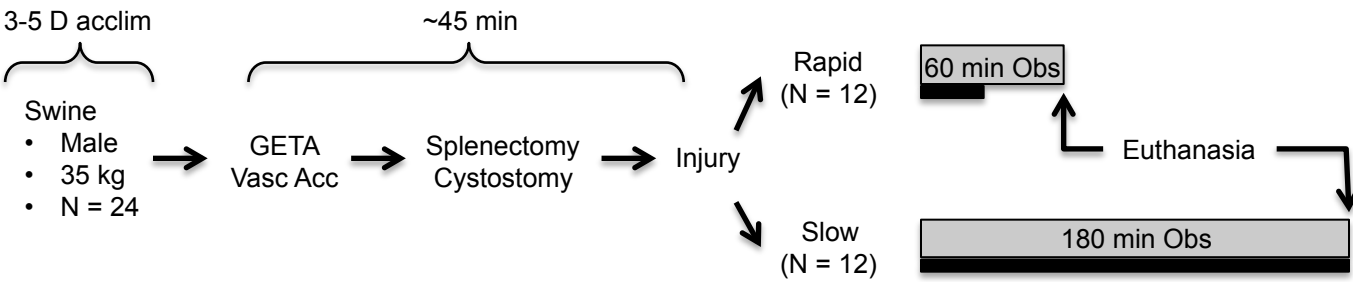 3-5 D acclim
~45 min
Swine
• Male
• 35 kg
• N = 24
GETA
Vasc Acc
Splenectomy
Cystostomy
Injury
Rapid
(N = 12)
60 min Obs
Euthanasia
Slow
(N = 12)
180 min Obs